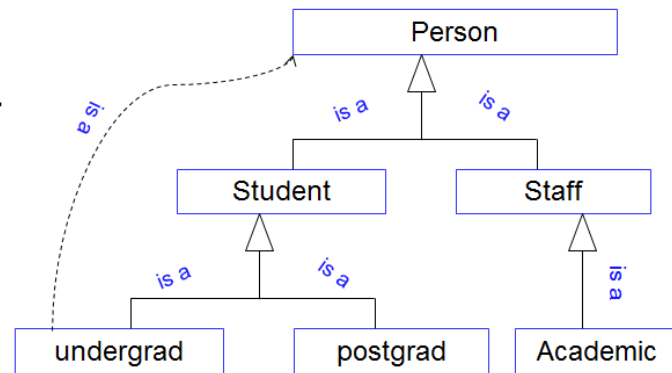 Person
is a
is a
is a
Student
Staff
is a
is a
is a
undergrad
postgrad
Academic